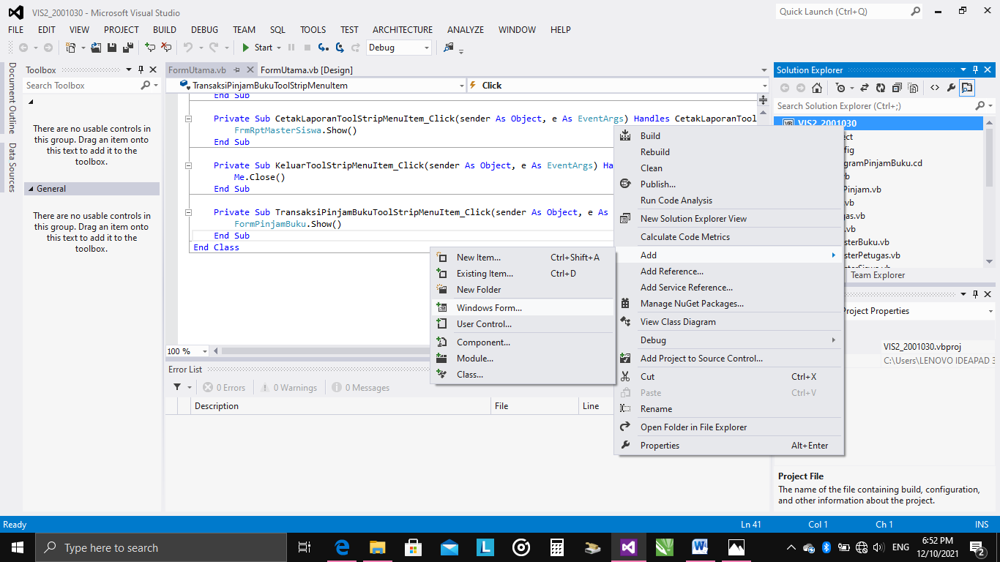 VIS2_2001030 - Microsoft Visual Studio
Quick Launch (Ctrl+Q)
FILE EDIT VIEW PROJECT BUILD DEBUG TEAM SQL TOOLS TEST ARCHITECTURE ANALYZE WINDOW HELP
Start Debug
Document Outline
Data Sources
Toolbox
Search Toolbox
There are no usable controls in
this group. Drag an item onto
this text to add it to the
toolbox.
General
There are no usable controls in
this group. Drag an item onto
this text to add it to the
toolbox.
FormUtama.vb FormUtama.vb [Design]
TransaksiPinjamBukuToolStripMenuItem Click
End Sub
Private Sub CetakLaporanToolStripMenuItem_Click(sender As Object, e As EventArgs) Handles CetakLaporanTool
FrmRptMasterSiswa.Show()
End Sub
Private Sub KeluarToolStripMenuItem_Click(sender As Object, e As EventArgs) Ha
Me.Close()
End Sub
Private Sub TransaksiPinjamBukuToolStripMenuItem_Click(sender As Object, e As
FormPinjamBuku.Show()
End Sub
End Class
100 %
New Item... Ctrl+Shift+A
Existing Item... Ctrl+D
New Folder
Windows Form...
User Control...
Component...
Module...
Class...
Build
Rebuild
Clean
Publish...
Run Code Analysis
New Solution Explorer View
Calculate Code Metrics
Add
Add Reference...
Add Service Reference...
Manage NuGet Packages...
View Class Diagram
Debug
Add Project to Source Control...
Cut Ctrl+X
Paste Ctrl+V
Rename
Open Folder in File Explorer
Properties Alt+Enter
Error List
0 Errors 0 Warnings 0 Messages
Description File Line
Solution Explorer
Search Solution Explorer (Ctrl+;)
VB VIS2_2001030
ect
fig
gramPinjamBuku.cd
vb
Pinjam.vb
.vb
gas.vb
.vb
sterBuku.vb
sterPetugas.vb
Team Explorer
Project Properties
VIS2_2001030.vbproj
C:\Users\LENOVO IDEAPAD 3
Project File
The name of the file containing build, configuration,
and other information about the project.
Ready Ln 41 Col 1 Ch 1 INS
Type here to search
ENG
6:52 PM
12/10/2021
2